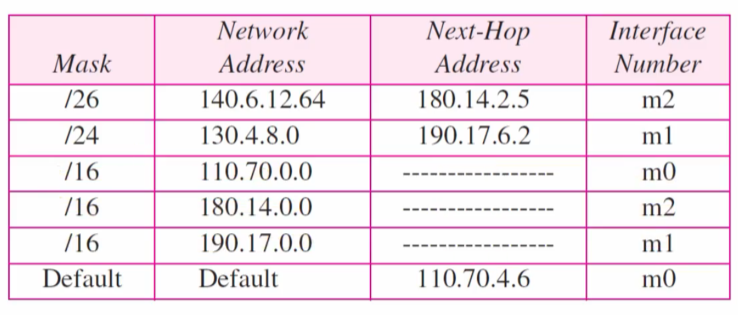 Mask Network Address Next-Hop Address Interface Number
/26 140.6.12.64 180.14.2.5 m2
/24 130.4.8.0 190.17.6.2 m1
/16 110.70.0.0 ----------------- m0
/16 180.14.0.0 ----------------- m2
/16 190.17.0.0 ----------------- m1
Default Default 110.70.4.6 m0